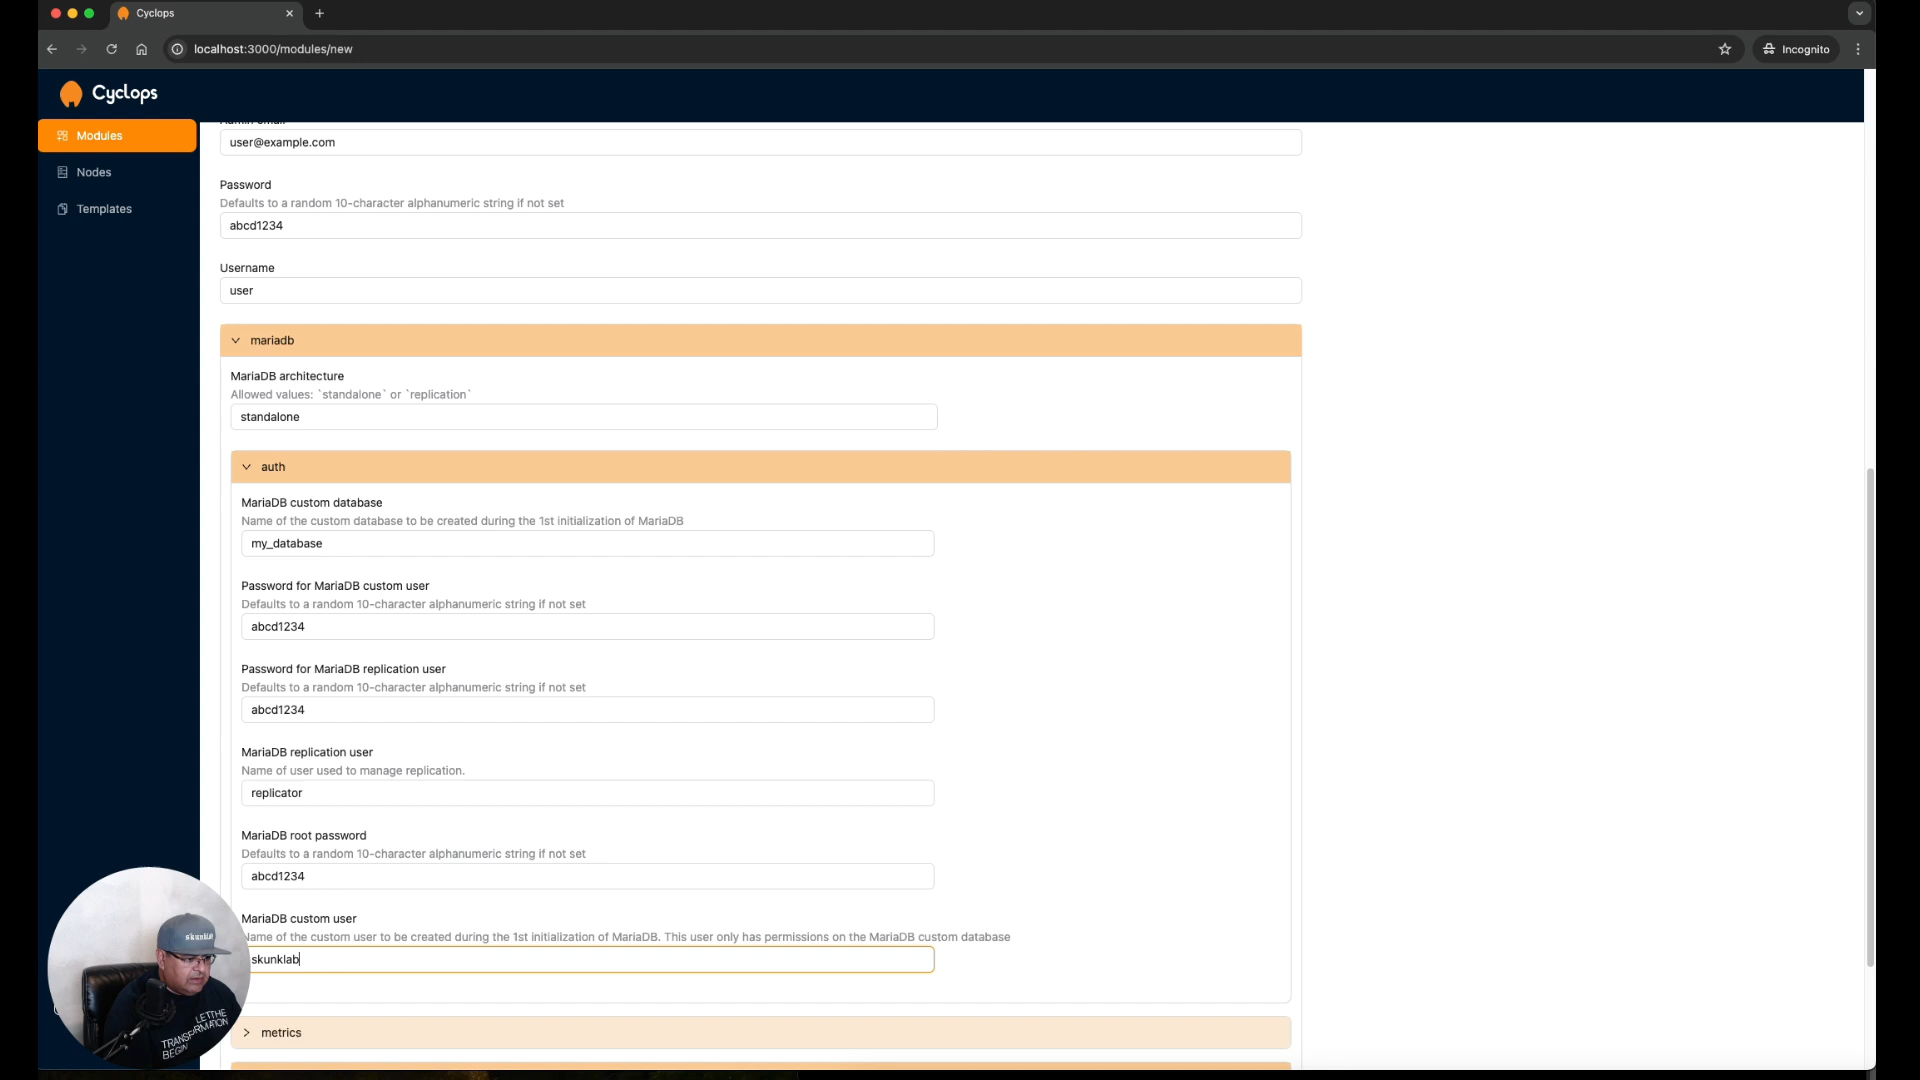 Cyclops
localhost:3000/modules/new
Incognito
Cyclops
Modules
Nodes
Templates
Admin email
user@example.com
Password
Defaults to a random 10-character alphanumeric string if not set
abcd1234
Username
user
mariadb
MariaDB architecture
Allowed values: `standalone` or `replication`
standalone
auth
MariaDB custom database
Name of the custom database to be created during the 1st initialization of MariaDB
my_database
Password for MariaDB custom user
Defaults to a random 10-character alphanumeric string if not set
abcd1234
Password for MariaDB replication user
Defaults to a random 10-character alphanumeric string if not set
abcd1234
MariaDB replication user
Name of user used to manage replication.
replicator
MariaDB root password
Defaults to a random 10-character alphanumeric string if not set
abcd1234
MariaDB custom user
Name of the custom user to be created during the 1st initialization of MariaDB. This user only has permissions on the MariaDB custom database
skunklab
metrics
skunklab
LET THE
TRANSFORMATION
BEGIN